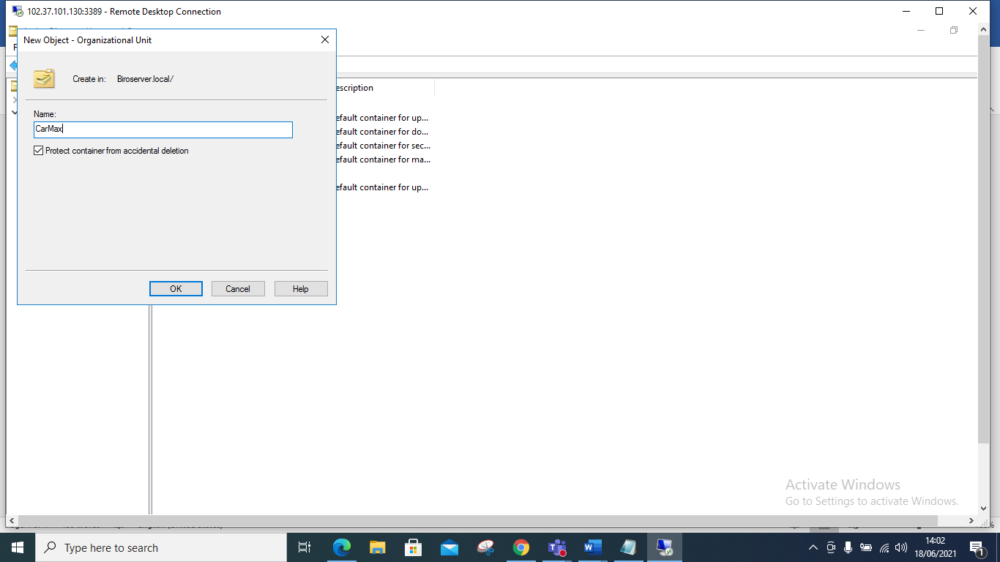 102.37.101.130:3389 - Remote Desktop Connection
New Object - Organizational Unit
Create in: Biroserver.local/
Name:
CarMax
Protect container from accidental deletion
OK Cancel Help
escription
efault container for up...
efault container for do...
efault container for sec...
efault container for ma...
efault container for up...
Activate Windows
Go to Settings to activate Windows.
Type here to search
14:02
18/06/2021
1